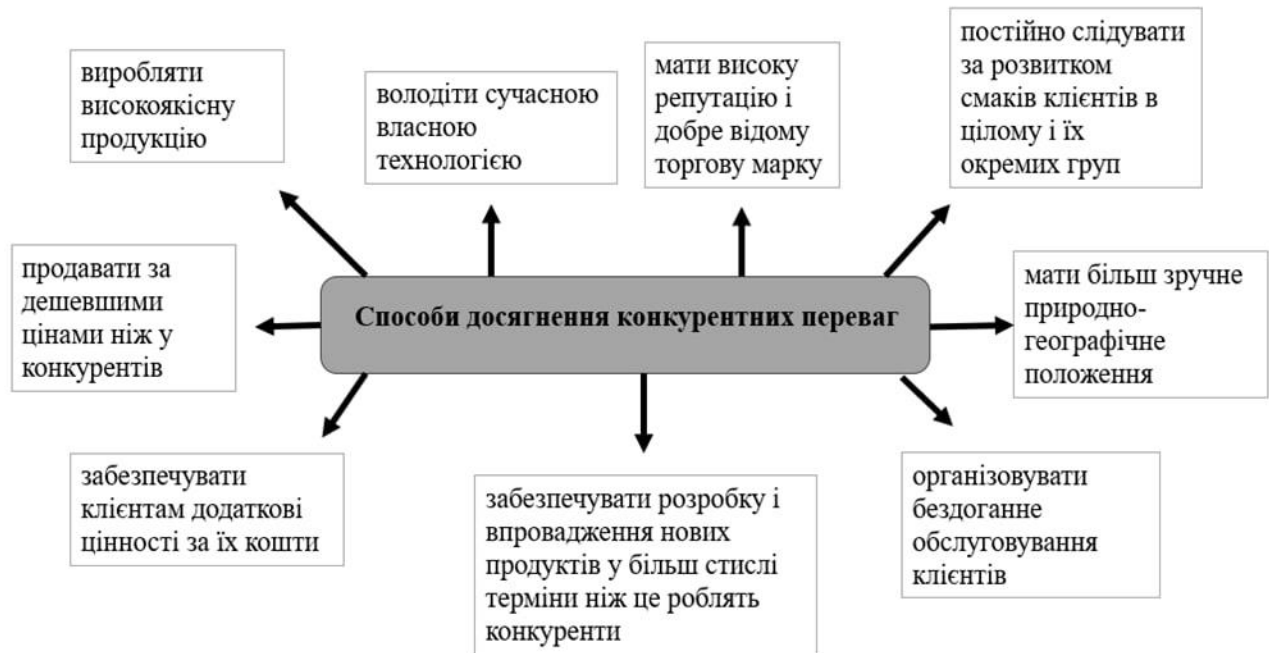 виробляти
високоякісну
продукцію
володіти сучасною
власною
технологією
мати високу
репутацію і
добре відому
торгову марку
постійно слідувати
за розвитком
смаків клієнтів в
цілому і їх
окремих груп
продавати за
дешевшими
цінами ніж у
конкурентів
Способи досягнення конкурентних переваг
мати більш зручне
природно-
географічне
положення
забезпечувати
клієнтам додаткові
цінності за їх кошти
забезпечувати розробку і
впровадження нових
продуктів у більш стислі
терміни ніж це роблять
конкуренти
організовувати
бездоганне
обслуговування
клієнтів